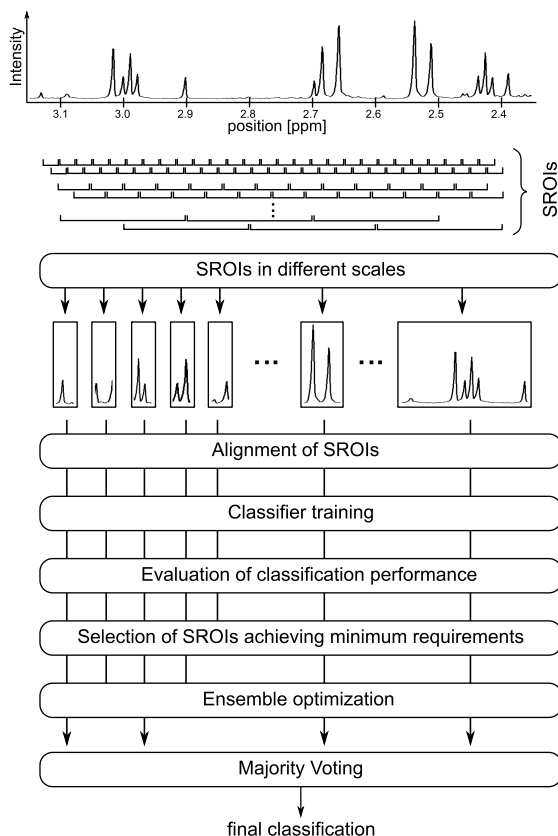 Intensity
3.1 3.0 2.9 2.8 2.7 2.6 2.5 2.4
position [ppm]
SROIs
SROIs in different scales
Alignment of SROIs
Classifier training
Evaluation of classification performance
Selection of SROIs achieving minimum requirements
Ensemble optimization
Majority Voting
final classification